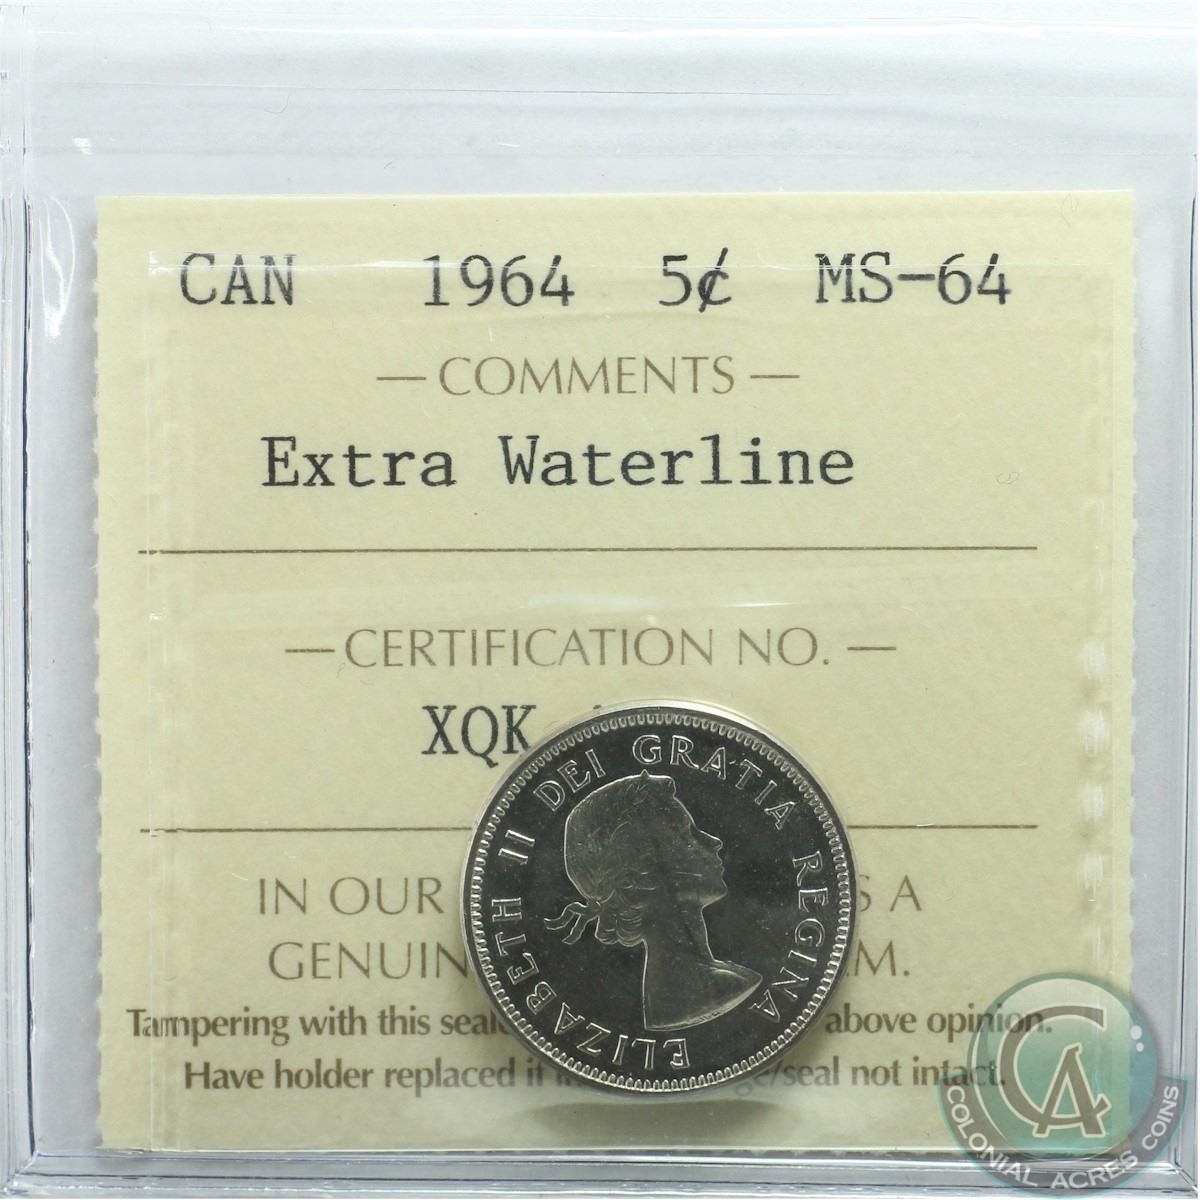 CAN 1964 5¢ MS-64
— COMMENTS —
Extra Waterline
— CERTIFICATION NO. —
XQK
ELIZABETH II DEI GRATIA REGINA
IN OUR S A
GENUIN M.
Tampering with this seal above opinion.
Have holder replaced if /seal not intact.
CA
COLONIAL ACRES COINS